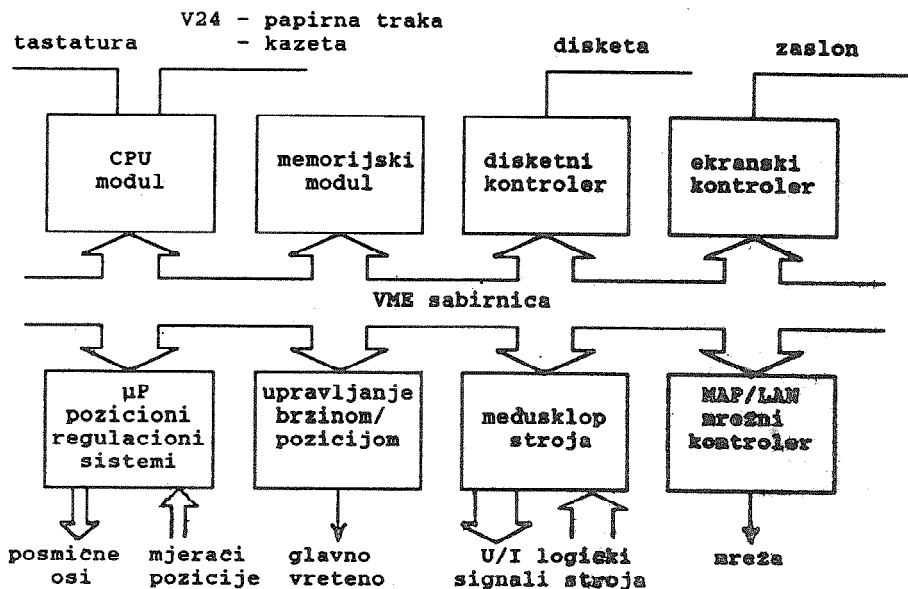 V24 - papirna traka
- kazeta
tastatura
disketa
zaslon
CPU
modul
memorijski
modul
disketni
kontroler
ekranski
kontroler
VME sabirnica
µP
pozicioni
regulacioni
sistemi
upravljanje
brzinom/
pozicijom
međusklop
stroja
MAP/LAN
mrežni
kontroler
posmične
osi
mjerači
pozicije
glavno
vreteno
U/I logički
signali stroja
mreža